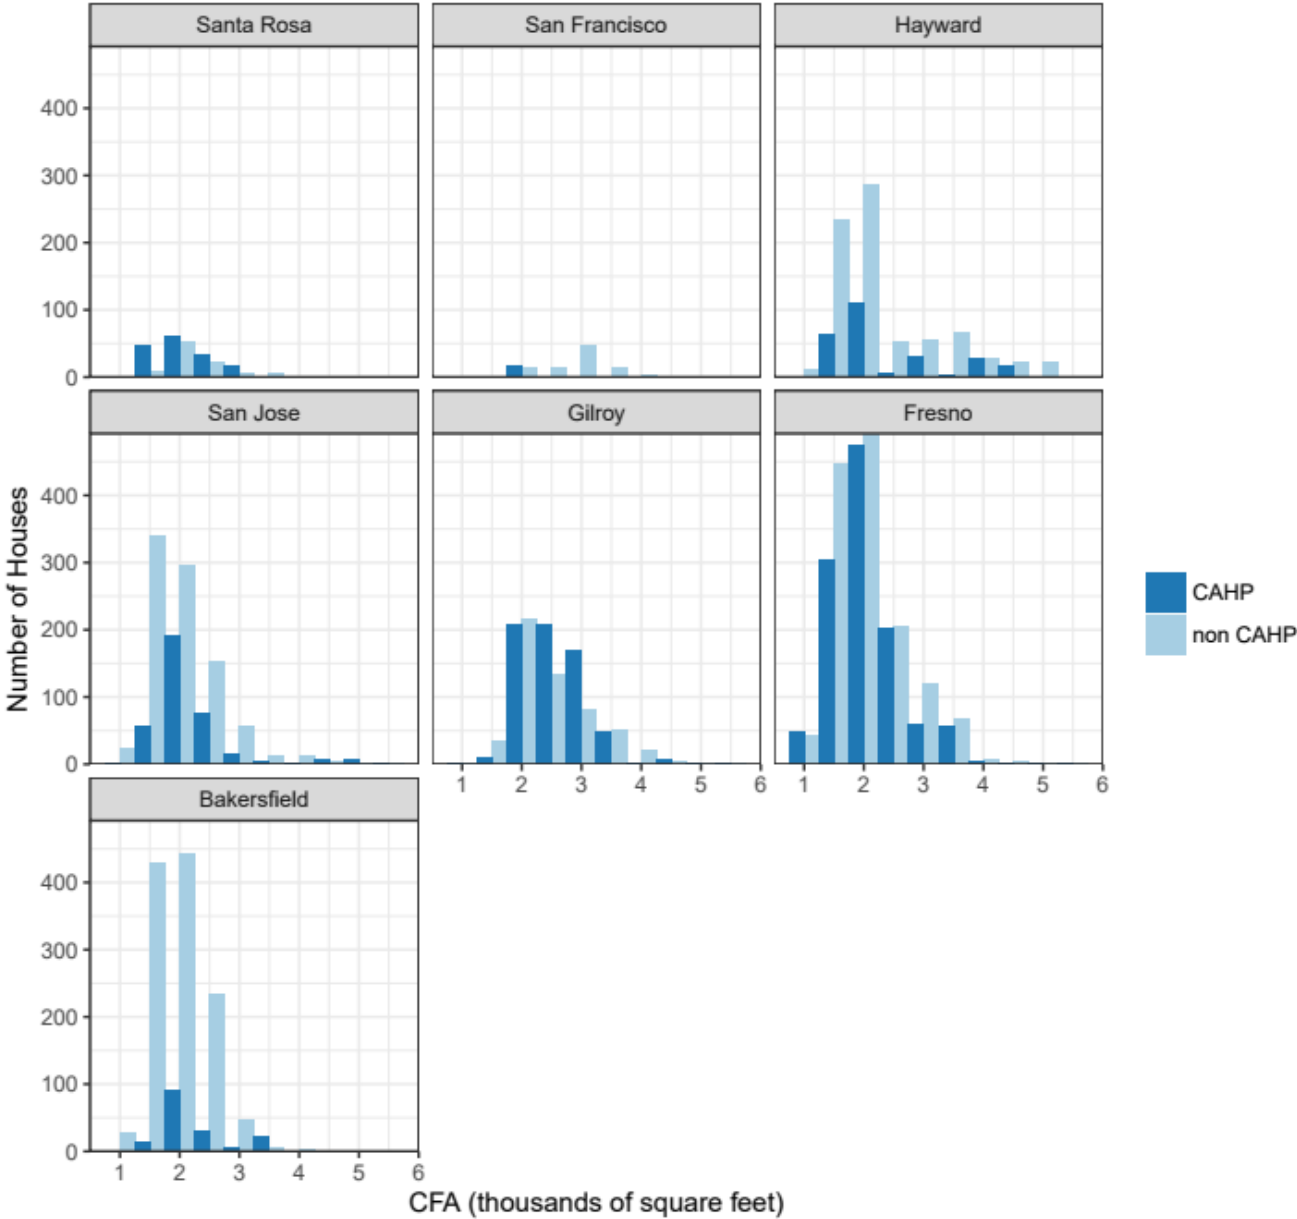 Santa Rosa
San Francisco
Hayward
400
300
200
100
0
San Jose
Gilroy
Fresno
400
300
200
100
0
1 2 3 4 5 6
1 2 3 4 5 6
Bakersfield
400
300
200
100
0
1 2 3 4 5 6
Number of Houses
CFA (thousands of square feet)
CAHP
non CAHP